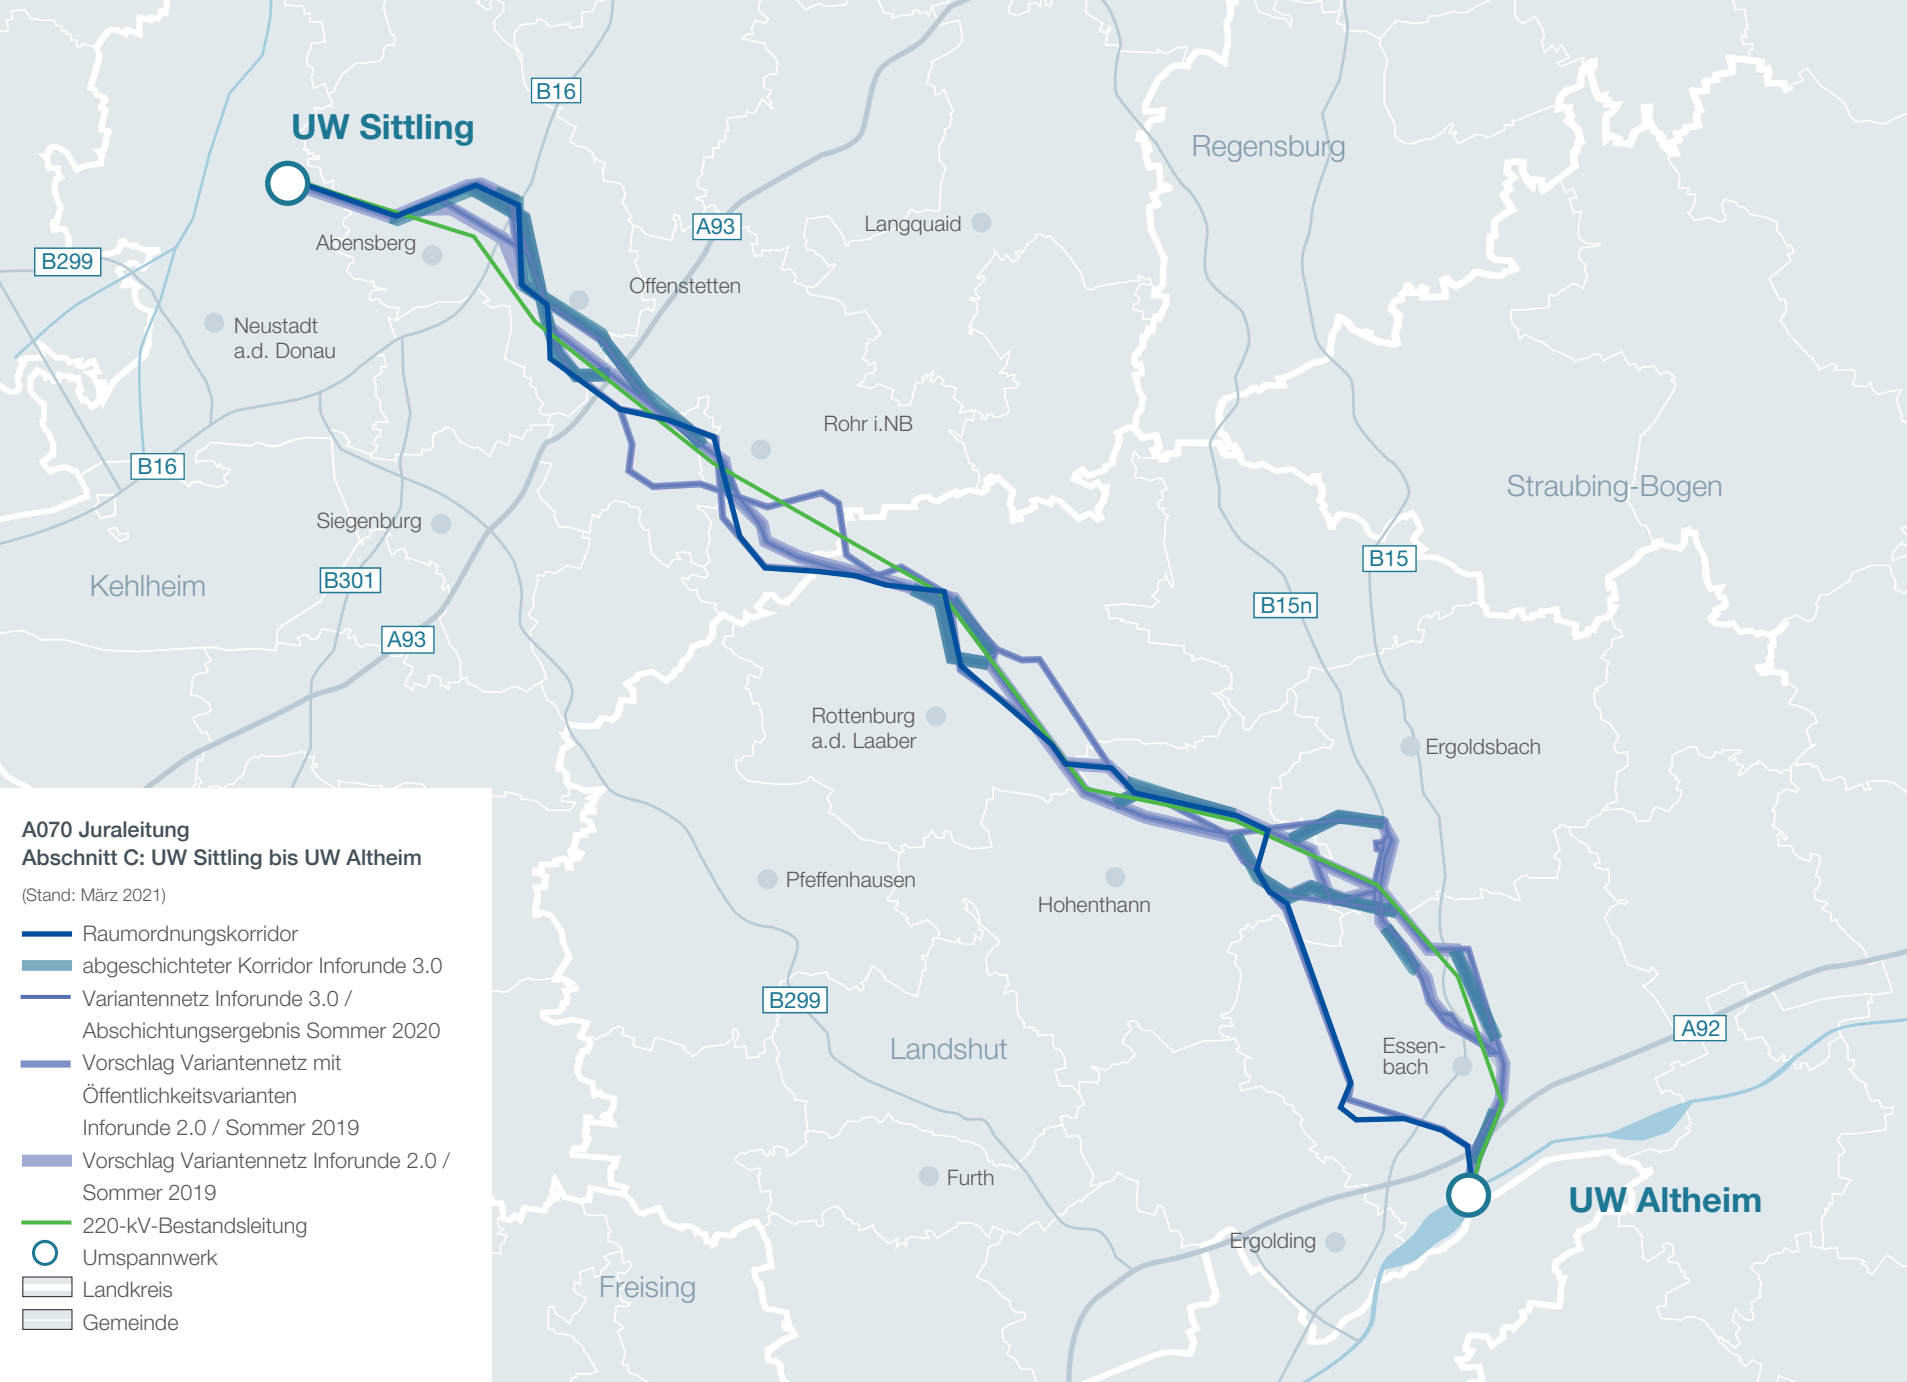 B16
UW Sittling
Regensburg
A93
Langquaid
Abensberg
B299
Offenstetten
Neustadt
a.d. Donau
Rohr i.NB
B16
Straubing-Bogen
Siegenburg
B15
Kehlheim
B301
B15n
A93
Rottenburg
a.d. Laaber
Ergoldsbach
A070 Juraleitung
Abschnitt C: UW Sittling bis UW Altheim
(Stand: März 2021)
Raumordnungskorridor
abgeschichteter Korridor Inforunde 3.0
Variantennetz Inforunde 3.0 /
Abschichtungsergebnis Sommer 2020
Vorschlag Variantennetz mit
Öffentlichkeitsvarianten
Inforunde 2.0 / Sommer 2019
Vorschlag Variantennetz Inforunde 2.0 /
Sommer 2019
220-kV-Bestandsleitung
Umspannwerk
Landkreis
Gemeinde
Pfeffenhausen
Hohenthann
B299
Landshut
A92
Essen-
bach
Furth
UW Altheim
Ergolding
Freising